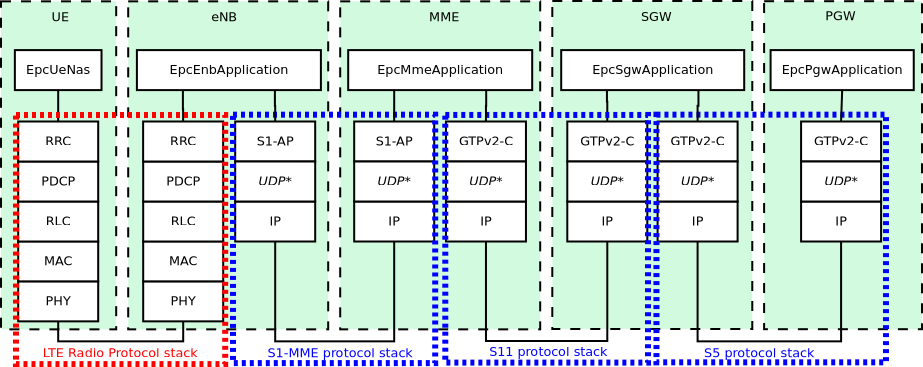 UE eNB MME SGW PGW
EpcUeNas EpcEnbApplication EpcMmeApplication EpcSgwApplication EpcPgwApplication
RRC RRC S1-AP S1-AP GTPv2-C GTPv2-C GTPv2-C GTPv2-C
PDCP PDCP UDP* UDP* UDP* UDP* UDP* UDP*
RLC RLC IP IP IP IP IP IP
MAC MAC
PHY PHY
LTE Radio Protocol stack S1-MME protocol stack S11 protocol stack S5 protocol stack